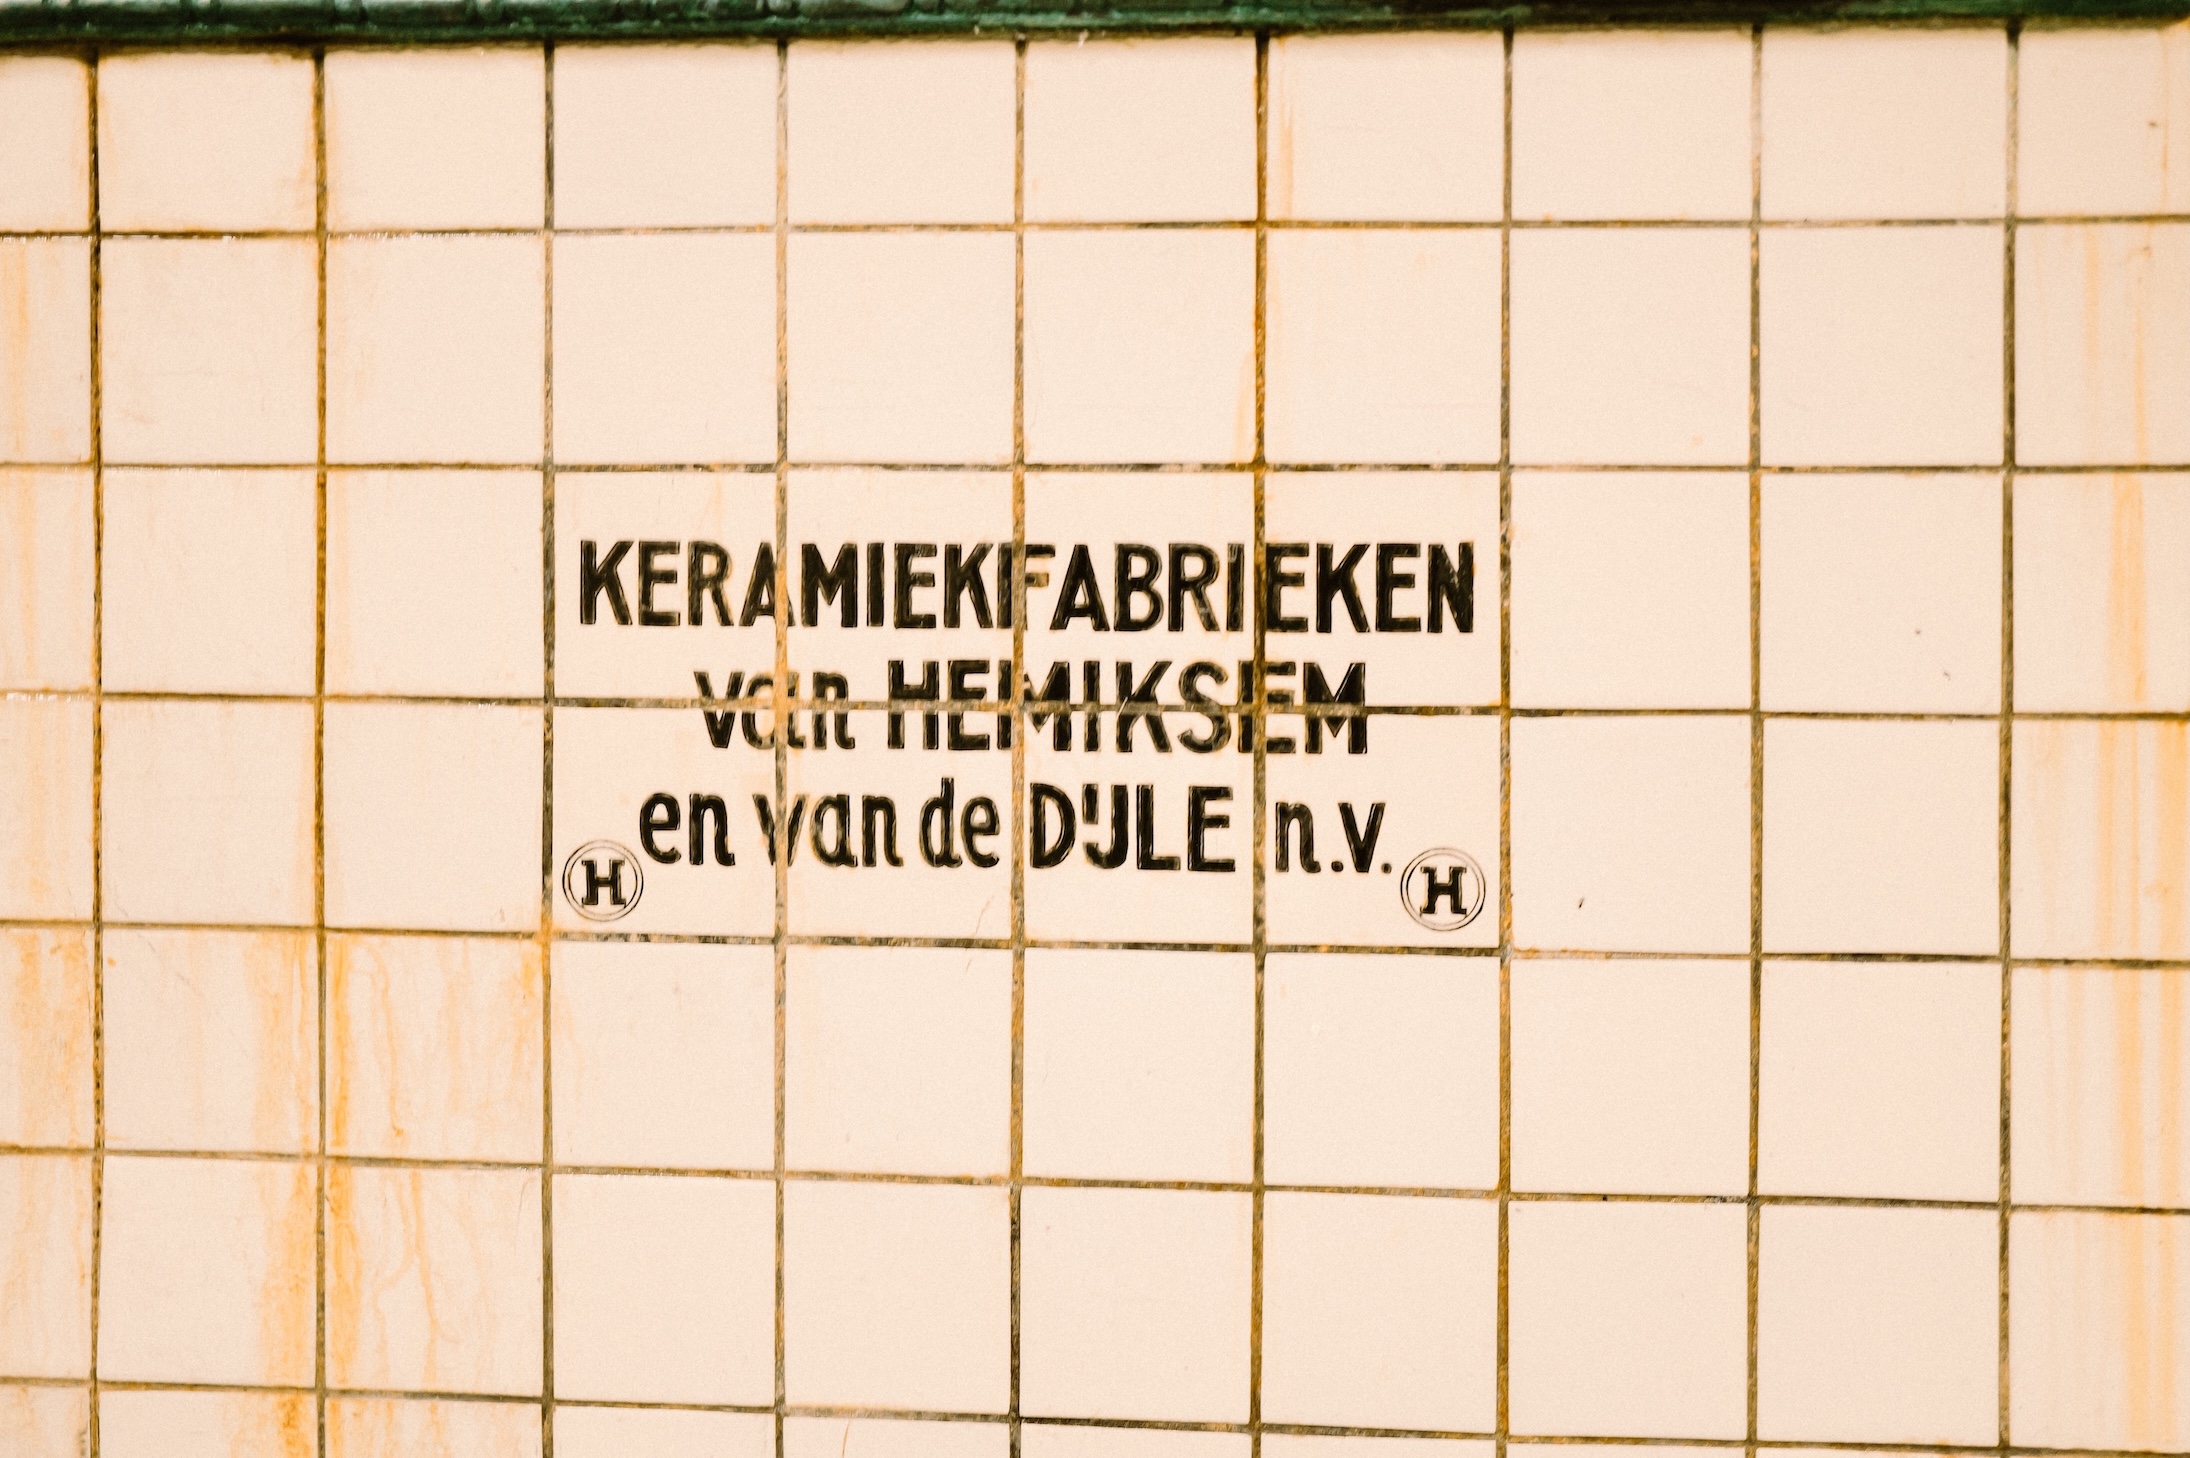 KERAMIEKFABRIEKEN
van HEMIKSEM
en van de DIJLE n.v.
H H